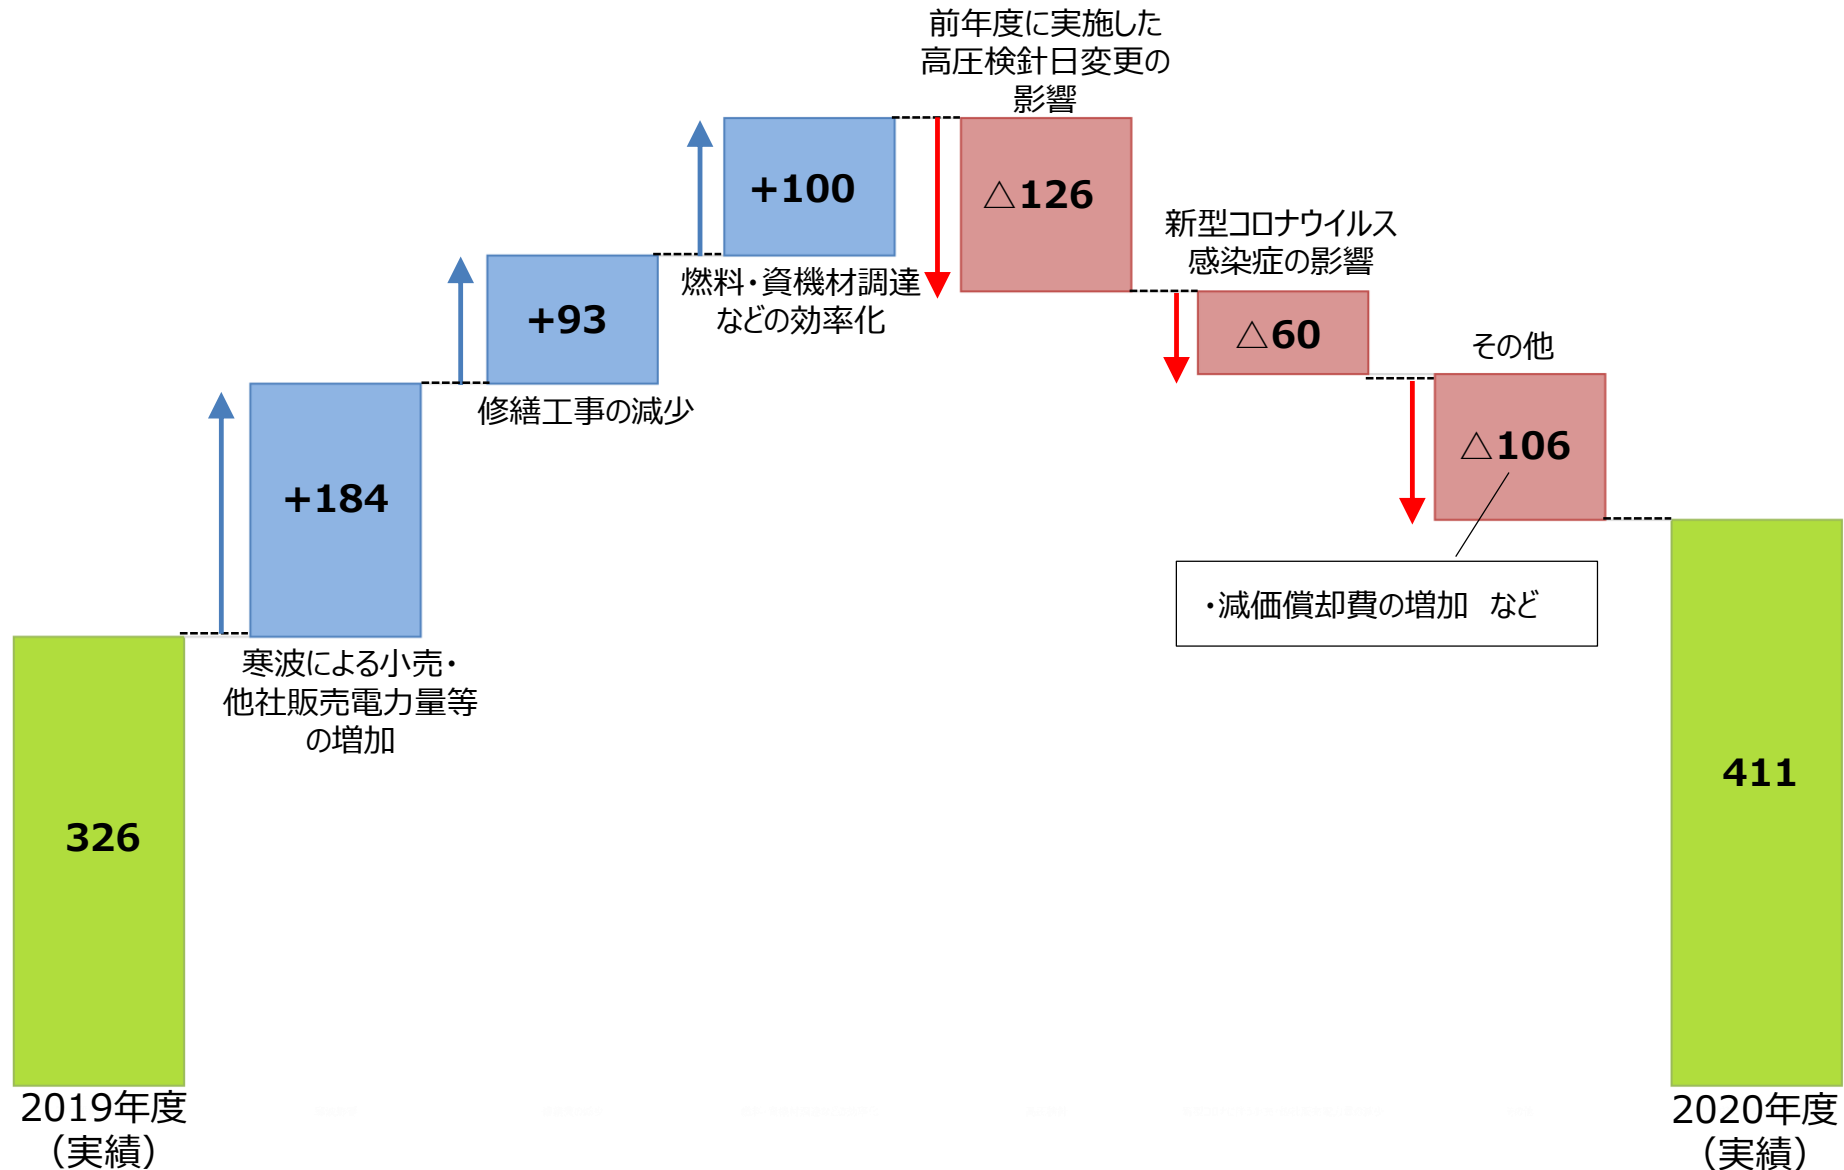 前年度に実施した
高圧検針日変更の
影響
+100
△126
新型コロナウイルス
感染症の影響
燃料・資機材調達
などの効率化
+93
△60
その他
修繕工事の減少
△106
+184
・減価償却費の増加 など
寒波による小売・
他社販売電力量等
の増加
326
411
2019年度
(実績)
2020年度
(実績)